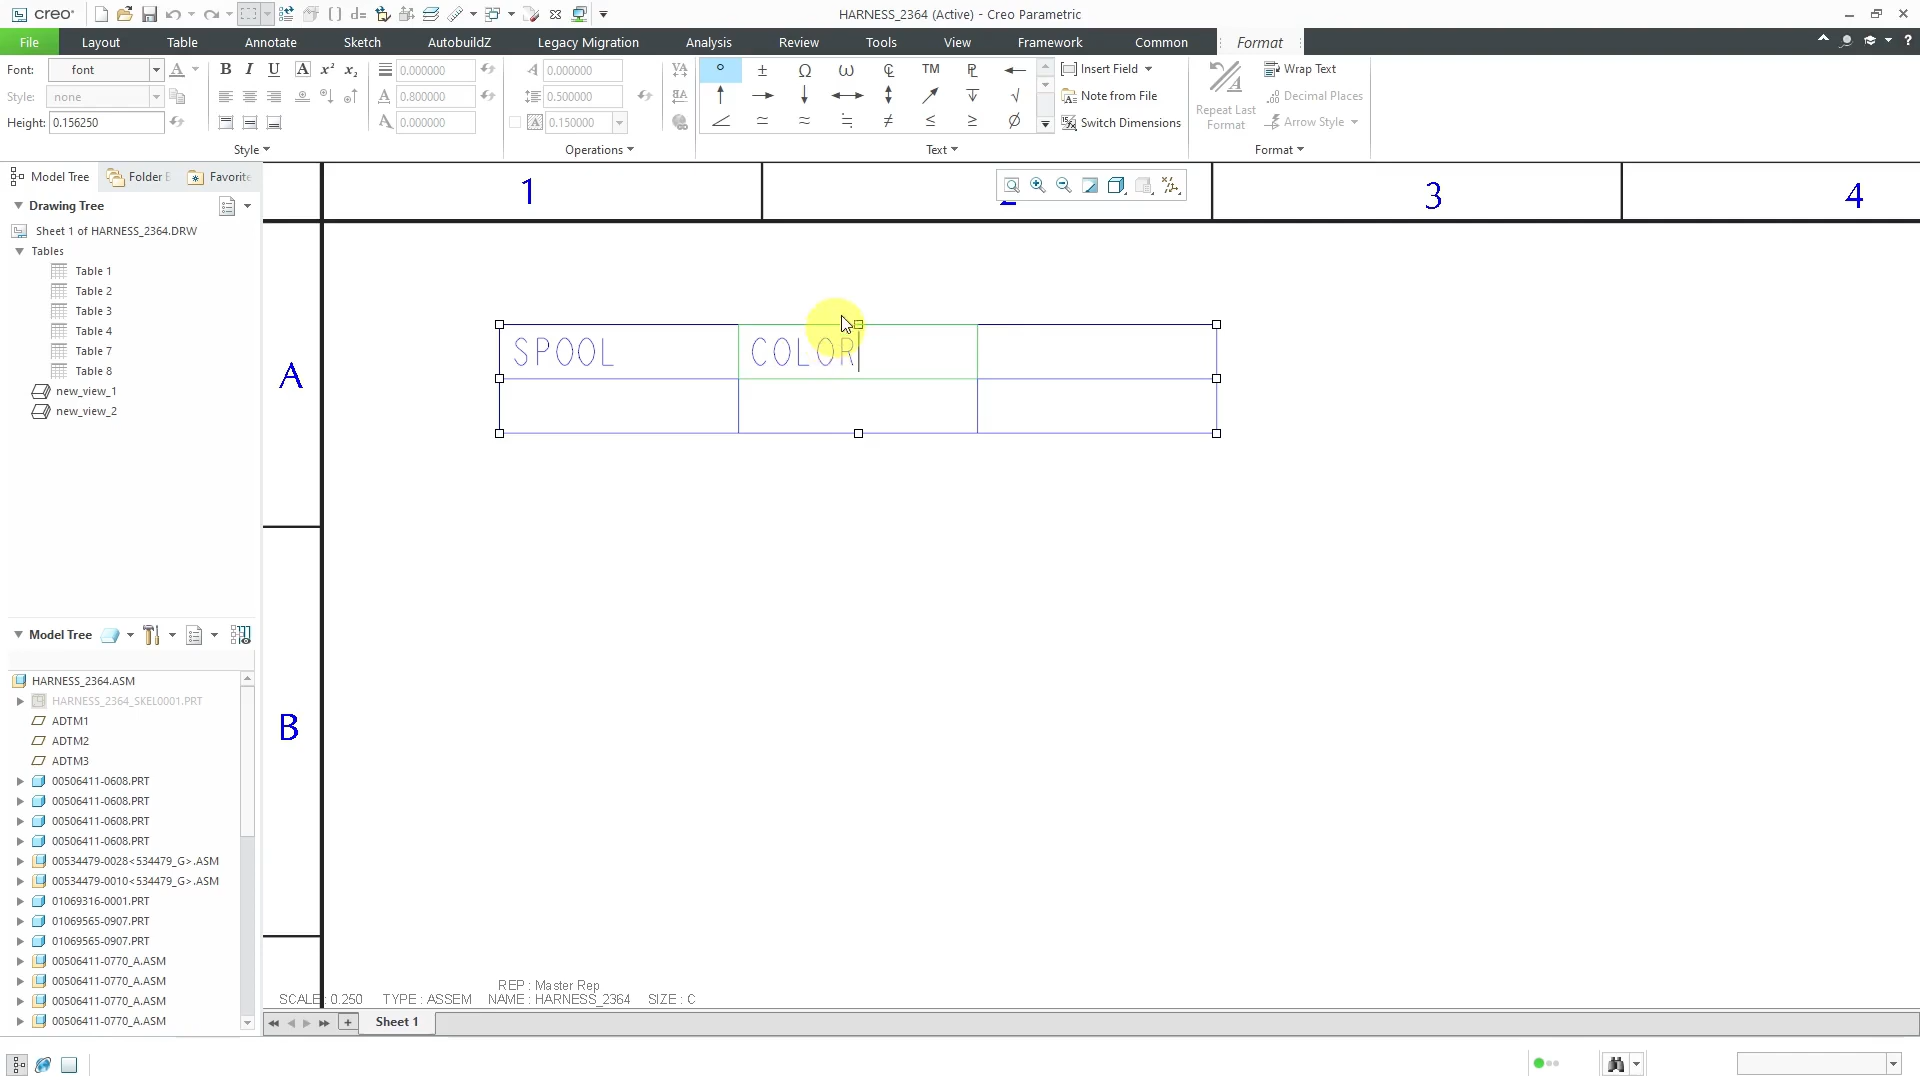 creo
HARNESS_2364 (Active) - Creo Parametric
File
Layout
Table
Annotate
Sketch
AutobuildZ
Legacy Migration
Analysis
Review
Tools
View
Framework
Common
Format
Font:
font
Style:
none
Height:
0.156250
B I U A x² x₂
0.000000
0.800000
0.000000
0.000000
0.500000
0.150000
° ± Ω ω ℄ TM
≃ ≈ ≠ ≤ ≥ ∅
Insert Field
Note from File
Switch Dimensions
Repeat Last
Format
Wrap Text
Decimal Places
Arrow Style
Style
Operations
Text
Format
Model Tree
Folder
Favorite
Drawing Tree
Sheet 1 of HARNESS_2364.DRW
Tables
Table 1
Table 2
Table 3
Table 4
Table 7
Table 8
new_view_1
new_view_2
Model Tree
HARNESS_2364.ASM
HARNESS_2364_SKEL0001.PRT
ADTM1
ADTM2
ADTM3
00506411-0608.PRT
00506411-0608.PRT
00506411-0608.PRT
00506411-0608.PRT
00534479-0028<534479_G>.ASM
00534479-0010<534479_G>.ASM
01069316-0001.PRT
01069565-0907.PRT
01069565-0907.PRT
00506411-0770_A.ASM
00506411-0770_A.ASM
00506411-0770_A.ASM
00506411-0770_A.ASM
1
3
4
A
B
SPOOL
COLOR
REP : Master Rep
SCALE : 0.250 TYPE : ASSEM NAME : HARNESS_2364 SIZE : C
Sheet 1